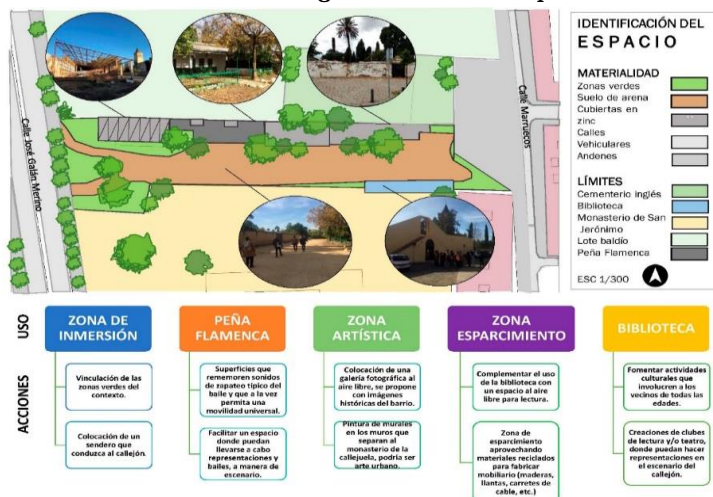 IDENTIFICACIÓN DEL
ESPACIO
MATERIALIDAD
Zonas verdes
Suelo de arena
Cubiertas en
zinc
Calles
Vehiculares
Andenes
LÍMITES
Cementerio inglés
Biblioteca
Monasterio de San
Jerónimo
Lote baldío
Peña Flamenca
ESC 1/300
Calle José Galán Merino
Calle Marruecos
USO
ZONA DE
INMERSIÓN
PEÑA
FLAMENCA
ZONA
ARTÍSTICA
ZONA
ESPARCIMIENTO
BIBLIOTECA
ACCIONES
Vinculación de las
zonas verdes del
contexto.
Superficies que
rememoren sonidos
de zapateo típico del
baile y que a la vez
permita una
movilidad universal.
Colocación de una
galería fotográfica al
aire libre, se propone
con imágenes
históricas del barrio.
Complementar el uso
de la biblioteca con
un espacio al aire
libre para lectura.
Fomentar actividades
culturales que
involucren a los
vecinos de todas las
edades.
Colocación de un
sendero que
conduzca al callejón.
Facilitar un espacio
donde puedan
llevarse a cabo
representaciones y
bailes, a manera de
escenario.
Pintura de murales
en los muros que
separan al
monasterio de la
callejuela, podría ser
arte urbano.
Zona de
esparcimiento
aprovechando
materiales reciclados
para fabricar
mobiliario (maderas,
llantas, carretes de
cable, etc.)
Creaciones de clubes
de lectura y/o teatro,
donde puedan hacer
representaciones en
el escenario del
callejón.